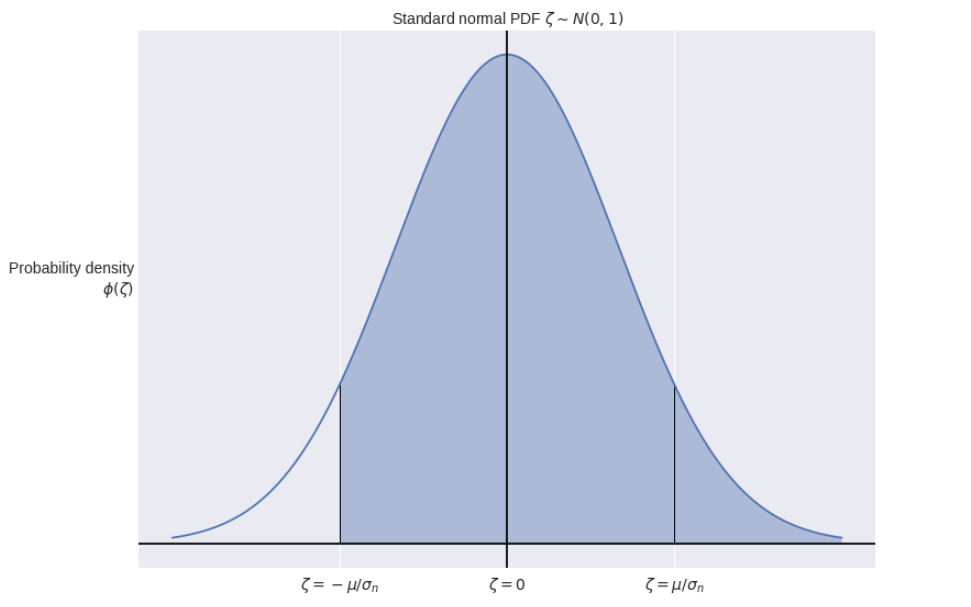 Standard normal PDF ζ ~ N(0, 1)
Probability density
ϕ(ζ)
ζ = − μ/σₙ
ζ = 0
ζ = μ/σₙ